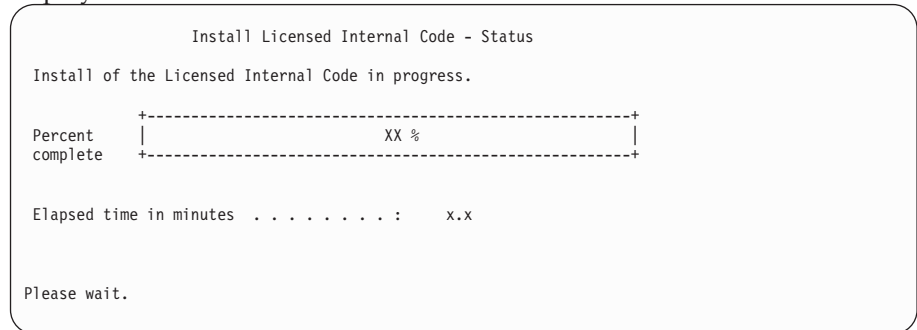 Install Licensed Internal Code - Status
Install of the Licensed Internal Code in progress.
+------------------------------------------------------+
Percent | XX % |
complete +------------------------------------------------------+
Elapsed time in minutes . . . . . . . . : x.x
Please wait.